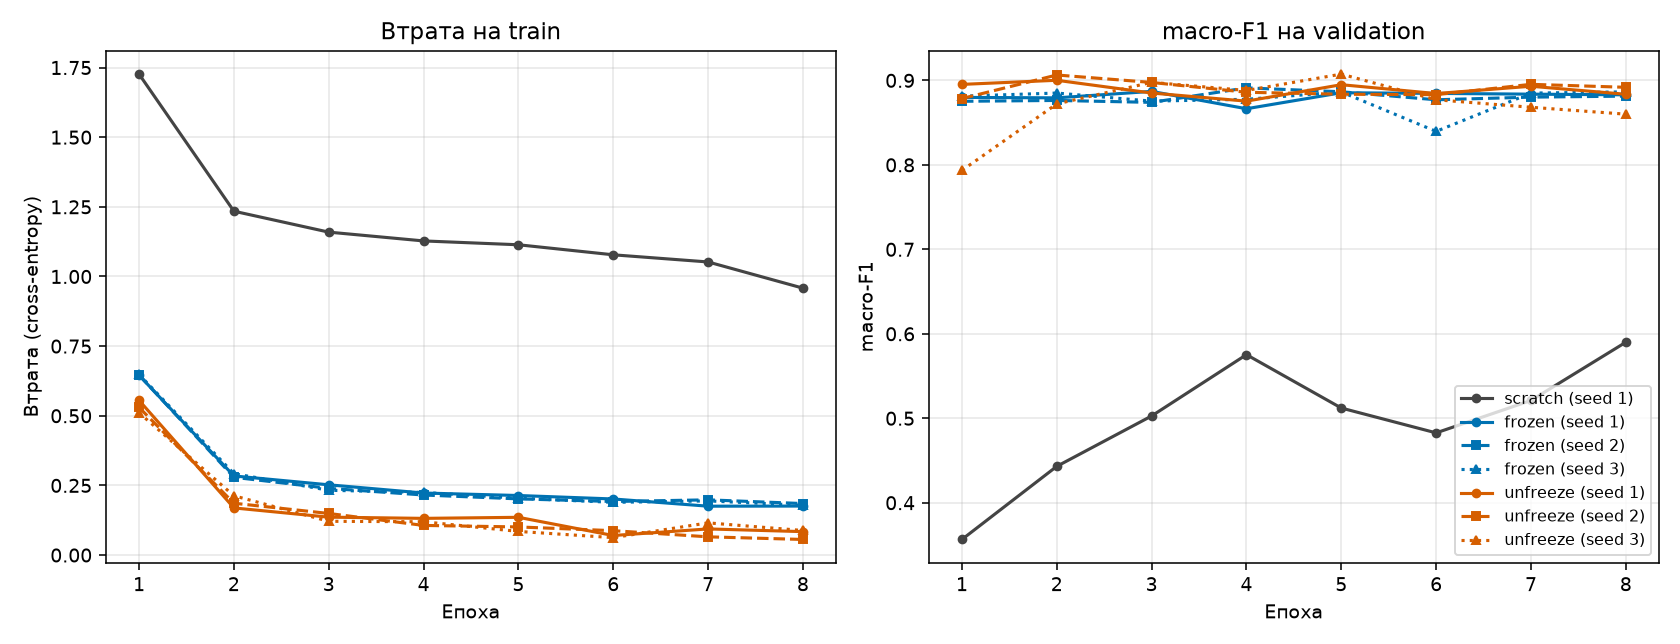 Втрата на train
Втрата (cross-entropy)
1.75
1.50
1.25
1.00
0.75
0.50
0.25
0.00
1 2 3 4 5 6 7 8
Епоха
macro-F1 на validation
macro-F1
0.9
0.8
0.7
0.6
0.5
0.4
scratch (seed 1)
frozen (seed 1)
frozen (seed 2)
frozen (seed 3)
unfreeze (seed 1)
unfreeze (seed 2)
unfreeze (seed 3)
1 2 3 4 5 6 7 8
Епоха